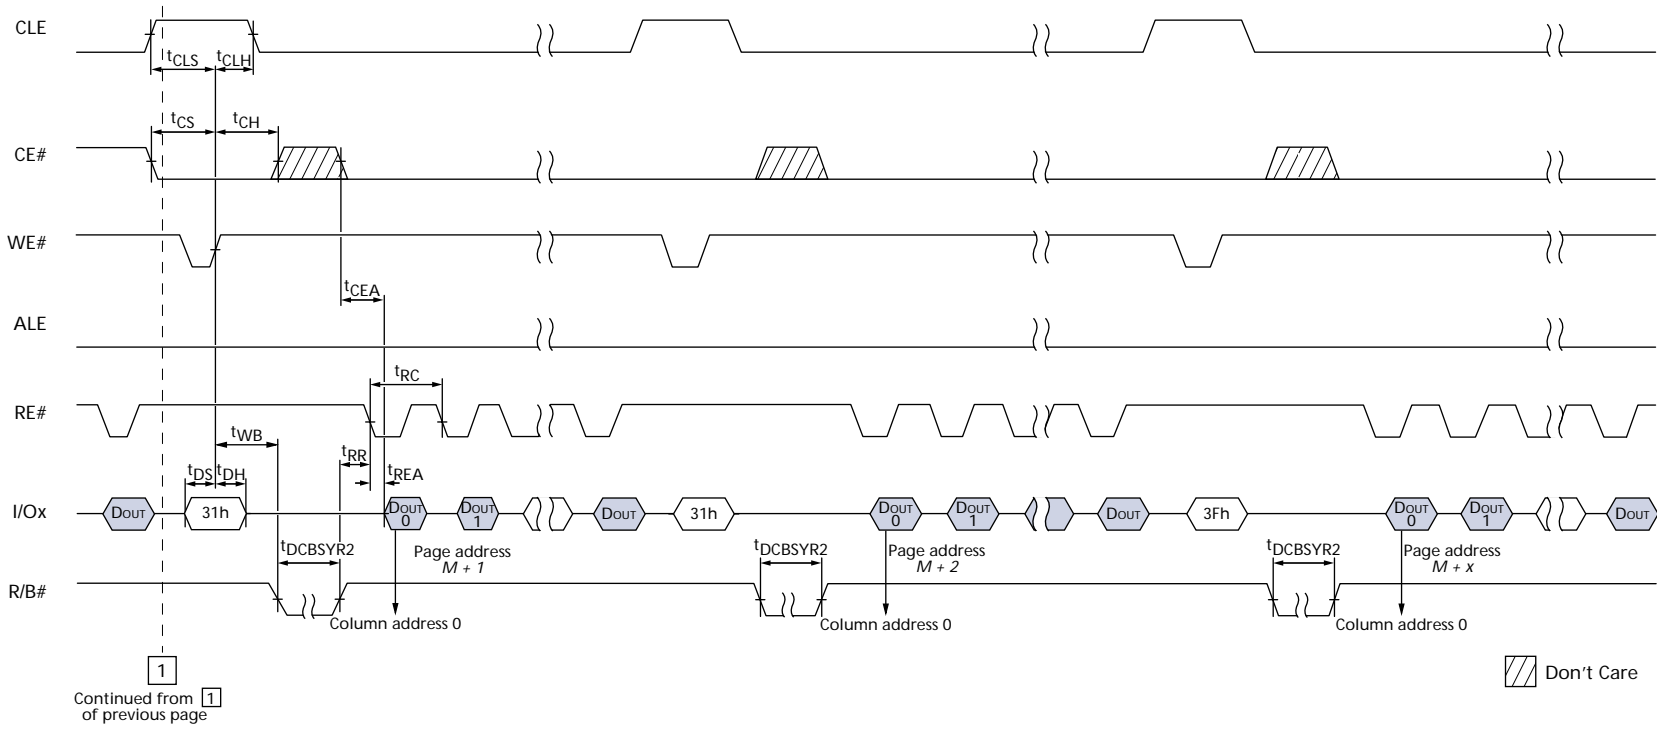 CLE
tCLS tCLH
tCS tCH
CE#
WE#
tCEA
ALE
tRC
RE#
tWB
tRR
tDS tDH tREA
I/Ox
DOUT
31h
DOUT 0
DOUT 1
DOUT
31h
DOUT 0
DOUT 1
DOUT
3Fh
DOUT 0
DOUT 1
DOUT
tDCBSYR2
Page address
M + 1
tDCBSYR2
Page address
M + 2
tDCBSYR2
Page address
M + x
R/B#
Column address 0
Column address 0
Column address 0
1
Continued from 1
of previous page
Don't Care